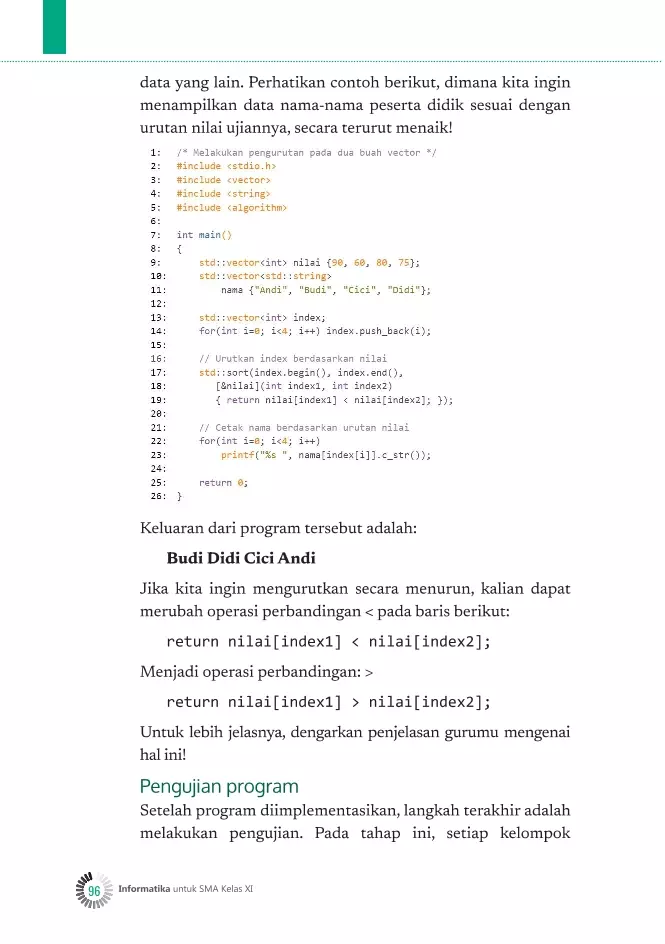 data yang lain. Perhatikan contoh berikut, dimana kita ingin
menampilkan data nama-nama peserta didik sesuai dengan
urutan nilai ujiannya, secara terurut menaik!
1: /* Melakukan pengurutan pada dua buah vector */
2: #include <stdio.h>
3: #include <vector>
4: #include <string>
5: #include <algorithm>
6:
7: int main()
8: {
9: std::vector<int> nilai {90, 60, 80, 75};
10: std::vector<std::string>
11: nama {"Andi", "Budi", "Cici", "Didi"};
12:
13: std::vector<int> index;
14: for(int i=0; i<4; i++) index.push_back(i);
15:
16: // Urutkan index berdasarkan nilai
17: std::sort(index.begin(), index.end(),
18: [&nilai](int index1, int index2)
19: { return nilai[index1] < nilai[index2]; });
20:
21: // Cetak nama berdasarkan urutan nilai
22: for(int i=0; i<4; i++)
23: printf("%s ", nama[index[i]].c_str());
24:
25: return 0;
26: }
Keluaran dari program tersebut adalah:
Budi Didi Cici Andi
Jika kita ingin mengurutkan secara menurun, kalian dapat
merubah operasi perbandingan < pada baris berikut:
return nilai[index1] < nilai[index2];
Menjadi operasi perbandingan: >
return nilai[index1] > nilai[index2];
Untuk lebih jelasnya, dengarkan penjelasan gurumu mengenai
hal ini!
Pengujian program
Setelah program diimplementasikan, langkah terakhir adalah
melakukan pengujian. Pada tahap ini, setiap kelompok
96 Informatika untuk SMA Kelas XI